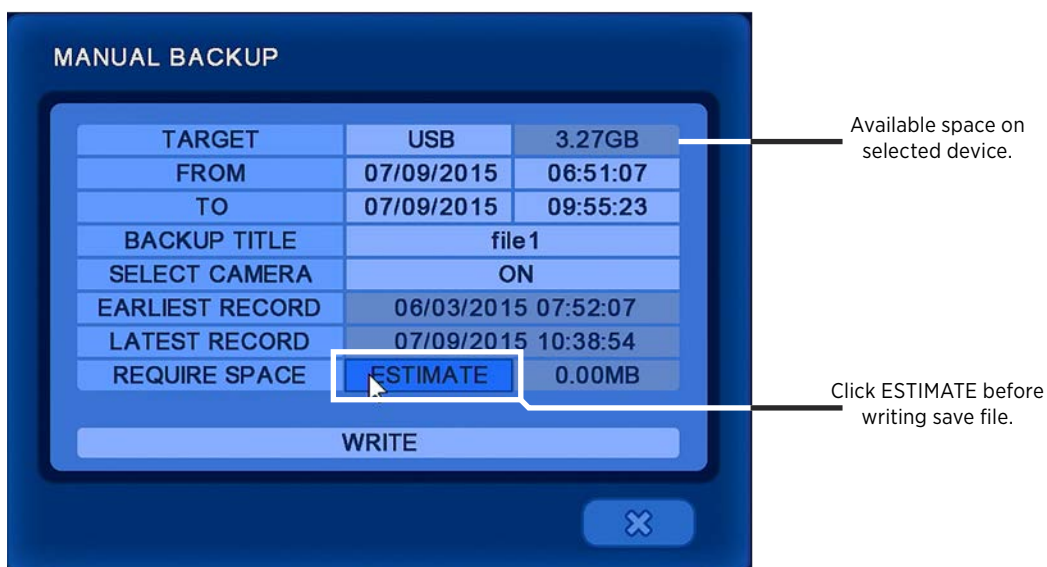 MANUAL BACKUP
TARGET USB 3.27GB
Available space on
selected device.
FROM 07/09/2015 06:51:07
TO 07/09/2015 09:55:23
BACKUP TITLE file1
SELECT CAMERA ON
EARLIEST RECORD 06/03/2015 07:52:07
LATEST RECORD 07/09/2015 10:38:54
REQUIRE SPACE ESTIMATE 0.00MB
Click ESTIMATE before
writing save file.
WRITE